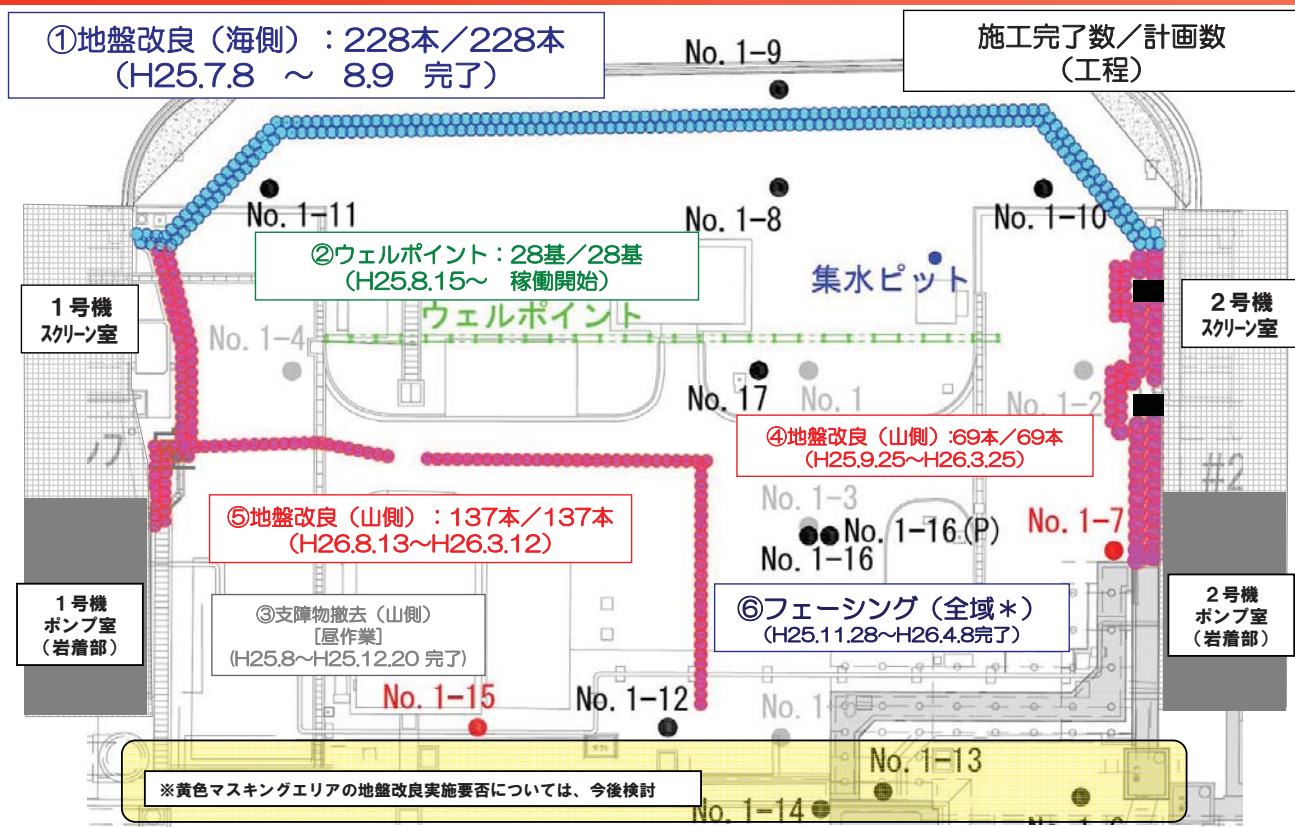 ①地盤改良（海側）：228本／228本
（H25.7.8　～　8.9　完了）
施工完了数／計画数
（工程）
No. 1-9
No. 1-11
No. 1-8
No. 1-10
②ウェルポイント：28基／28基
（H25.8.15～　稼働開始）
集水ピット
1号機
スクリーン室
2号機
スクリーン室
ウェルポイント
No. 1-4
No. 17
No. 1
No. 1-2
④地盤改良（山側）:69本／69本
（H25.9.25～H26.3.25）
#2
No. 1-3
⑤地盤改良（山側）：137本／137本
（H26.8.13～H26.3.12）
No. 1-16(P)
No. 1-16
No. 1-7
1号機
ポンプ室
（岩着部）
2号機
ポンプ室
（岩着部）
③支障物撤去（山側）
[昼作業]
(H25.8～H25.12.20 完了)
⑥フェーシング（全域＊）
（H25.11.28～H26.4.8完了）
No. 1-15
No. 1-12
No. 1-13
※黄色マスキングエリアの地盤改良実施要否については、今後検討
No. 1-14